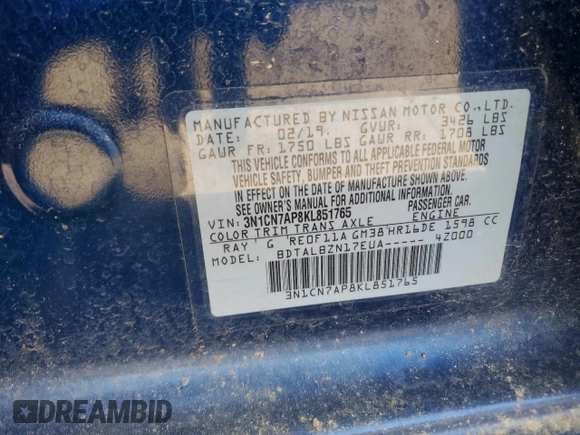 MANUFACTURED BY NISSAN MOTOR CO.,LTD.
DATE: 02/19. GVWR: 3426 LBS
GAWR FR: 1750 LBS GAWR RR: 1708 LBS
THIS VEHICLE CONFORMS TO ALL APPLICABLE FEDERAL MOTOR
VEHICLE SAFETY, BUMPER AND THEFT PREVENTION STANDARDS
IN EFFECT ON THE DATE OF MANUFACTURE SHOWN ABOVE.
SEE OWNER'S MANUAL FOR ADDITIONAL INFORMATION.
VIN: 3N1CN7AP8KL851765 PASSENGER CAR
COLOR TRIM TRANS AXLE ENGINE
RAY G RE0F11A GM38 HR16DE 1598 CC
BDTALBZN17EUA----- 4Z000
3N1CN7AP8KL851765
DREAMBID